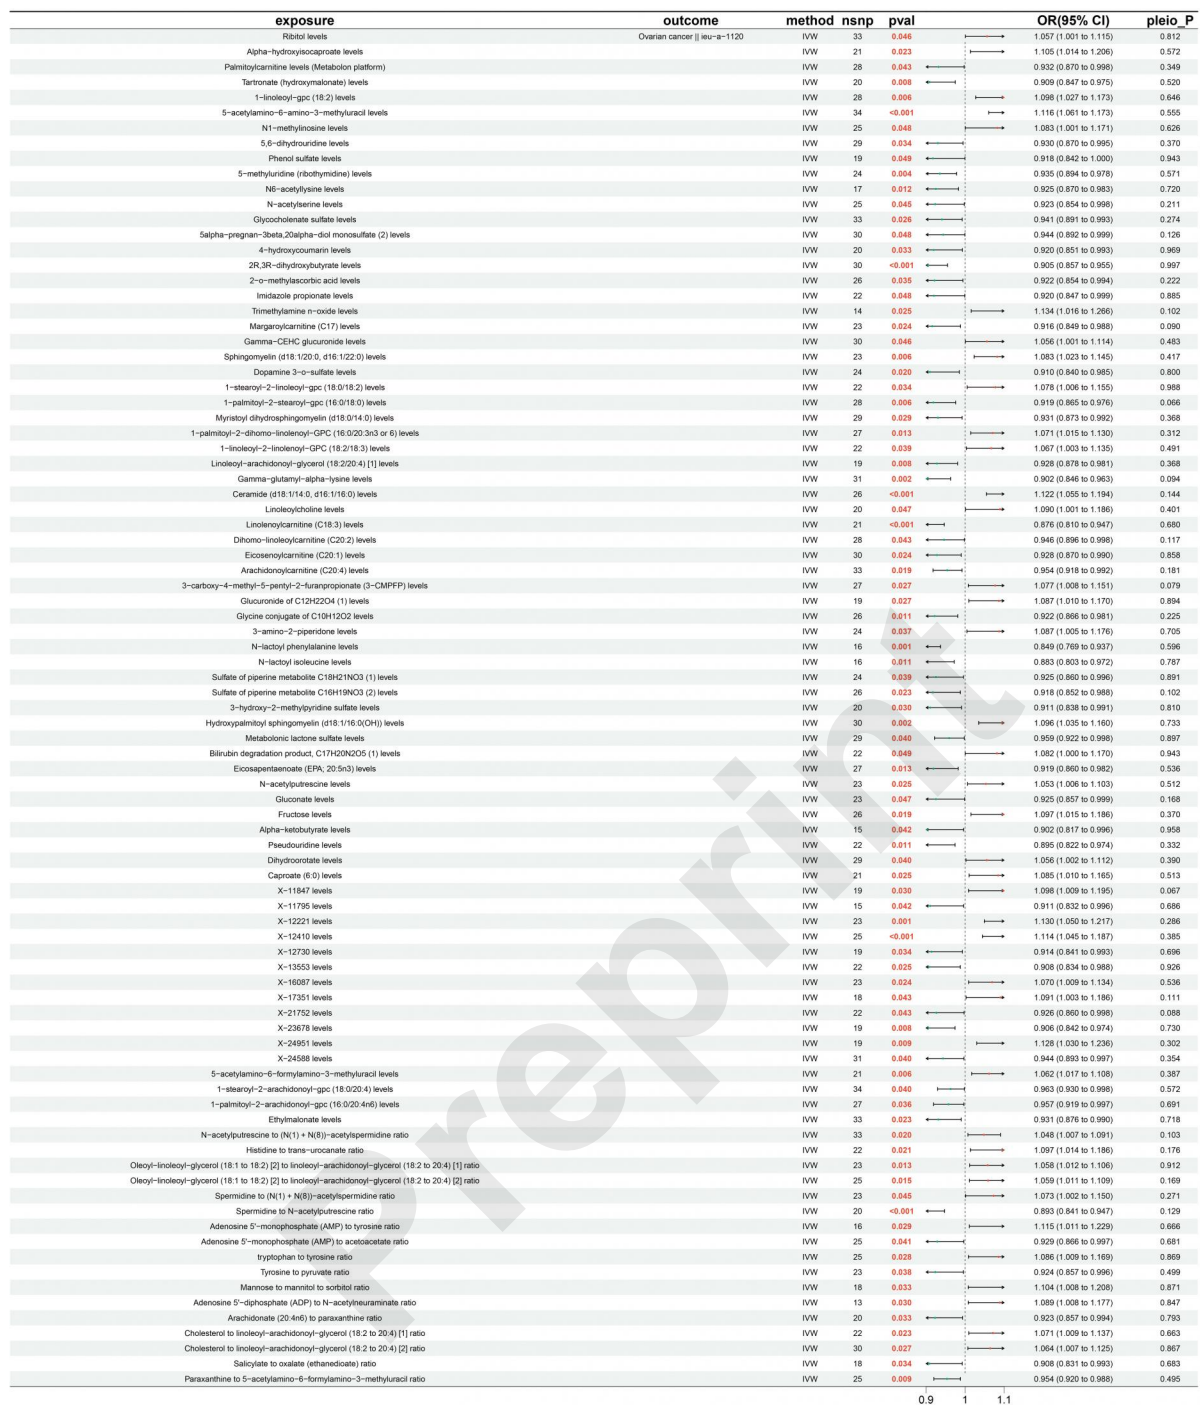 exposure outcome method nsnp pval OR(95% CI) pleio_P
Ribitol levels Ovarian cancer || ieu-a-1120 IVW 33 0.046 1.057 (1.001 to 1.115) 0.812
Alpha−hydroxyisocaproate levels IVW 21 0.023 1.105 (1.014 to 1.206) 0.572
Palmitoylcarnitine levels (Metabolon platform) IVW 28 0.043 0.932 (0.870 to 0.998) 0.349
Tartronate (hydroxymalonate) levels IVW 20 0.008 0.909 (0.847 to 0.975) 0.520
1−linoleoyl−gpc (18:2) levels IVW 28 0.006 1.098 (1.027 to 1.173) 0.646
5−acetylamino−6−amino−3−methyluracil levels IVW 34 <0.001 1.116 (1.061 to 1.173) 0.555
N1−methylinosine levels IVW 25 0.048 1.083 (1.001 to 1.171) 0.626
5,6−dihydrouridine levels IVW 29 0.034 0.930 (0.870 to 0.995) 0.370
Phenol sulfate levels IVW 19 0.049 0.918 (0.842 to 1.000) 0.943
5−methyluridine (ribothymidine) levels IVW 24 0.004 0.935 (0.894 to 0.978) 0.571
N6−acetyllysine levels IVW 17 0.012 0.925 (0.870 to 0.983) 0.720
N−acetylserine levels IVW 25 0.045 0.923 (0.854 to 0.998) 0.211
Glycocholenate sulfate levels IVW 33 0.026 0.941 (0.891 to 0.993) 0.274
5alpha−pregnan−3beta,20alpha−diol monosulfate (2) levels IVW 30 0.048 0.944 (0.892 to 0.999) 0.126
4−hydroxycoumarin levels IVW 20 0.033 0.920 (0.851 to 0.993) 0.969
2R,3R−dihydroxybutyrate levels IVW 30 <0.001 0.905 (0.857 to 0.955) 0.997
2−o−methylascorbic acid levels IVW 26 0.035 0.922 (0.854 to 0.994) 0.222
Imidazole propionate levels IVW 22 0.048 0.920 (0.847 to 0.999) 0.885
Trimethylamine n−oxide levels IVW 14 0.025 1.134 (1.016 to 1.266) 0.102
Margaroylcarnitine (C17) levels IVW 23 0.024 0.916 (0.849 to 0.988) 0.090
Gamma−CEHC glucuronide levels IVW 30 0.046 1.056 (1.001 to 1.114) 0.483
Sphingomyelin (d18:1/20:0, d16:1/22:0) levels IVW 23 0.006 1.083 (1.023 to 1.145) 0.417
Dopamine 3−o−sulfate levels IVW 24 0.020 0.910 (0.840 to 0.985) 0.800
1−stearoyl−2−linoleoyl−gpc (18:0/18:2) levels IVW 22 0.034 1.078 (1.006 to 1.155) 0.988
1−palmitoyl−2−stearoyl−gpc (16:0/18:0) levels IVW 28 0.006 0.919 (0.865 to 0.976) 0.066
Myristoyl dihydrosphingomyelin (d18:0/14:0) levels IVW 29 0.029 0.931 (0.873 to 0.992) 0.368
1−palmitoyl−2−dihomo−linolenoyl−GPC (16:0/20:3n3 or 6) levels IVW 27 0.013 1.071 (1.015 to 1.130) 0.312
1−linoleoyl−2−linolenoyl−GPC (18:2/18:3) levels IVW 22 0.039 1.067 (1.003 to 1.135) 0.491
Linoleoyl−arachidonoyl−glycerol (18:2/20:4) [1] levels IVW 19 0.008 0.928 (0.878 to 0.981) 0.368
Gamma−glutamyl−alpha−lysine levels IVW 31 0.002 0.902 (0.846 to 0.963) 0.094
Ceramide (d18:1/14:0, d16:1/16:0) levels IVW 26 <0.001 1.122 (1.055 to 1.194) 0.144
Linoleoylcholine levels IVW 20 0.047 1.090 (1.001 to 1.186) 0.401
Linolenoylcarnitine (C18:3) levels IVW 21 <0.001 0.876 (0.810 to 0.947) 0.680
Dihomo−linoleoylcarnitine (C20:2) levels IVW 28 0.043 0.946 (0.896 to 0.998) 0.117
Eicosenoylcarnitine (C20:1) levels IVW 30 0.024 0.928 (0.870 to 0.990) 0.858
Arachidonoylcarnitine (C20:4) levels IVW 33 0.019 0.954 (0.918 to 0.992) 0.181
3−carboxy−4−methyl−5−pentyl−2−furanpropionate (3−CMPFP) levels IVW 27 0.027 1.077 (1.008 to 1.151) 0.079
Glucuronide of C12H22O4 (1) levels IVW 19 0.027 1.087 (1.010 to 1.170) 0.894
Glycine conjugate of C10H12O2 levels IVW 26 0.011 0.922 (0.866 to 0.981) 0.225
3−amino−2−piperidone levels IVW 24 0.037 1.087 (1.005 to 1.176) 0.705
N−lactoyl phenylalanine levels IVW 16 0.001 0.849 (0.769 to 0.937) 0.596
N−lactoyl isoleucine levels IVW 16 0.011 0.883 (0.803 to 0.972) 0.787
Sulfate of piperine metabolite C18H21NO3 (1) levels IVW 24 0.039 0.925 (0.860 to 0.996) 0.891
Sulfate of piperine metabolite C16H19NO3 (2) levels IVW 26 0.023 0.918 (0.852 to 0.988) 0.102
3−hydroxy−2−methylpyridine sulfate levels IVW 20 0.030 0.911 (0.838 to 0.991) 0.810
Hydroxypalmitoyl sphingomyelin (d18:1/16:0(OH)) levels IVW 30 0.002 1.096 (1.035 to 1.160) 0.733
Metabolonic lactone sulfate levels IVW 29 0.040 0.959 (0.922 to 0.998) 0.897
Bilirubin degradation product, C17H20N2O5 (1) levels IVW 22 0.049 1.082 (1.000 to 1.170) 0.943
Eicosapentaenoate (EPA; 20:5n3) levels IVW 27 0.013 0.919 (0.860 to 0.982) 0.536
N−acetylputrescine levels IVW 23 0.025 1.053 (1.006 to 1.103) 0.512
Gluconate levels IVW 23 0.047 0.925 (0.857 to 0.999) 0.168
Fructose levels IVW 26 0.019 1.097 (1.015 to 1.186) 0.370
Alpha−ketobutyrate levels IVW 15 0.042 0.902 (0.817 to 0.996) 0.958
Pseudouridine levels IVW 22 0.011 0.895 (0.822 to 0.974) 0.332
Dihydroorotate levels IVW 29 0.040 1.056 (1.002 to 1.112) 0.390
Caproate (6:0) levels IVW 21 0.025 1.085 (1.010 to 1.165) 0.513
X−11847 levels IVW 19 0.030 1.098 (1.009 to 1.195) 0.067
X−11795 levels IVW 15 0.042 0.911 (0.832 to 0.996) 0.686
X−12221 levels IVW 23 0.001 1.130 (1.050 to 1.217) 0.286
X−12410 levels IVW 25 <0.001 1.114 (1.045 to 1.187) 0.385
X−12730 levels IVW 19 0.034 0.914 (0.841 to 0.993) 0.696
X−13553 levels IVW 22 0.025 0.908 (0.834 to 0.988) 0.926
X−16087 levels IVW 23 0.024 1.070 (1.009 to 1.134) 0.536
X−17351 levels IVW 18 0.043 1.091 (1.003 to 1.186) 0.111
X−21752 levels IVW 22 0.043 0.926 (0.860 to 0.998) 0.088
X−23678 levels IVW 19 0.008 0.906 (0.842 to 0.974) 0.730
X−24951 levels IVW 19 0.009 1.128 (1.030 to 1.236) 0.302
X−24588 levels IVW 31 0.040 0.944 (0.893 to 0.997) 0.354
5−acetylamino−6−formylamino−3−methyluracil levels IVW 21 0.006 1.062 (1.017 to 1.108) 0.387
1−stearoyl−2−arachidonoyl−gpc (18:0/20:4) levels IVW 34 0.040 0.963 (0.930 to 0.998) 0.572
1−palmitoyl−2−arachidonoyl−gpc (16:0/20:4n6) levels IVW 27 0.036 0.957 (0.919 to 0.997) 0.691
Ethylmalonate levels IVW 33 0.023 0.931 (0.876 to 0.990) 0.718
N−acetylputrescine to (N(1) + N(8))−acetylspermidine ratio IVW 33 0.020 1.048 (1.007 to 1.091) 0.103
Histidine to trans−urocanate ratio IVW 22 0.021 1.097 (1.014 to 1.186) 0.176
Oleoyl−linoleoyl−glycerol (18:1 to 18:2) [2] to linoleoyl−arachidonoyl−glycerol (18:2 to 20:4) [1] ratio IVW 23 0.013 1.058 (1.012 to 1.106) 0.912
Oleoyl−linoleoyl−glycerol (18:1 to 18:2) [2] to linoleoyl−arachidonoyl−glycerol (18:2 to 20:4) [2] ratio IVW 25 0.015 1.059 (1.011 to 1.109) 0.169
Spermidine to (N(1) + N(8))−acetylspermidine ratio IVW 23 0.045 1.073 (1.002 to 1.150) 0.271
Spermidine to N−acetylputrescine ratio IVW 20 <0.001 0.893 (0.841 to 0.947) 0.129
Adenosine 5'−monophosphate (AMP) to tyrosine ratio IVW 16 0.029 1.115 (1.011 to 1.229) 0.666
Adenosine 5'−monophosphate (AMP) to acetoacetate ratio IVW 25 0.041 0.929 (0.866 to 0.997) 0.681
tryptophan to tyrosine ratio IVW 25 0.028 1.086 (1.009 to 1.169) 0.869
Tyrosine to pyruvate ratio IVW 23 0.038 0.924 (0.857 to 0.996) 0.499
Mannose to mannitol to sorbitol ratio IVW 18 0.033 1.104 (1.008 to 1.208) 0.871
Adenosine 5'−diphosphate (ADP) to N−acetylneuraminate ratio IVW 13 0.030 1.089 (1.008 to 1.177) 0.847
Arachidonate (20:4n6) to paraxanthine ratio IVW 20 0.033 0.923 (0.857 to 0.994) 0.793
Cholesterol to linoleoyl−arachidonoyl−glycerol (18:2 to 20:4) [1] ratio IVW 22 0.023 1.071 (1.009 to 1.137) 0.663
Cholesterol to linoleoyl−arachidonoyl−glycerol (18:2 to 20:4) [2] ratio IVW 30 0.027 1.064 (1.007 to 1.125) 0.867
Salicylate to oxalate (ethanedioate) ratio IVW 18 0.034 0.908 (0.831 to 0.993) 0.683
Paraxanthine to 5−acetylamino−6−formylamino−3−methyluracil ratio IVW 25 0.009 0.954 (0.920 to 0.988) 0.495
0.9 1 1.1
Preprint